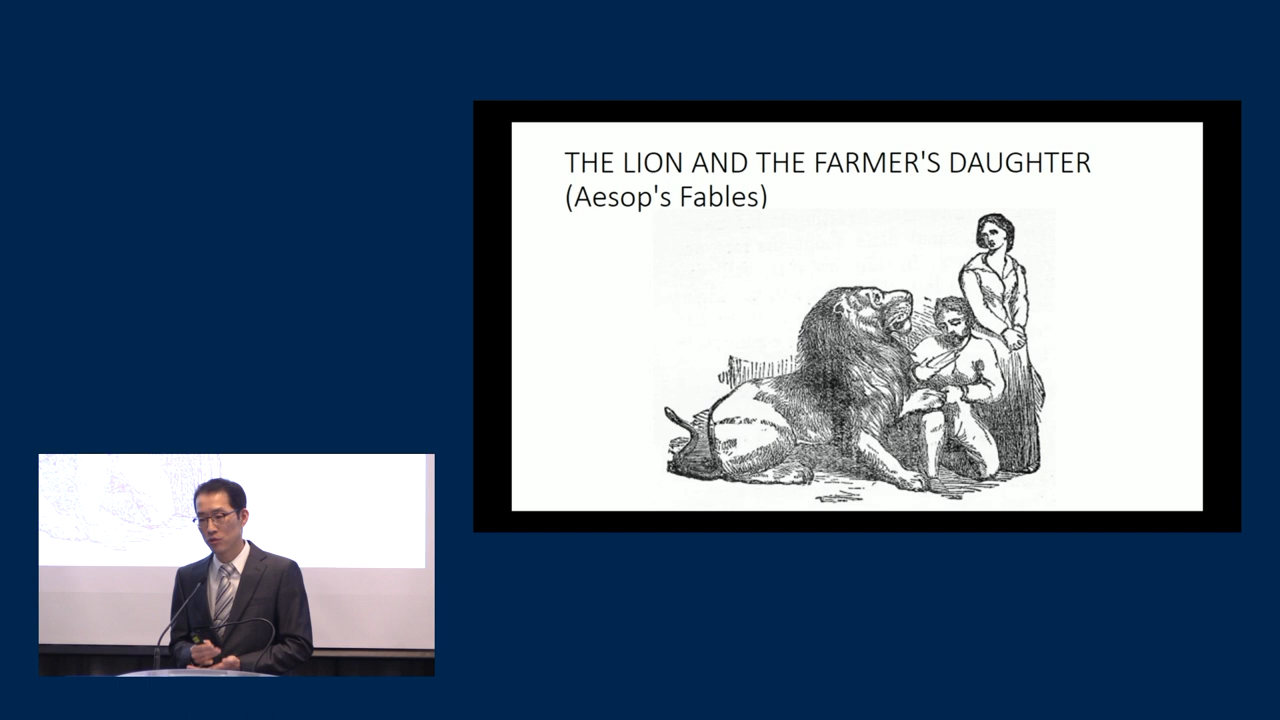 THE LION AND THE FARMER'S DAUGHTER
(Aesop's Fables)